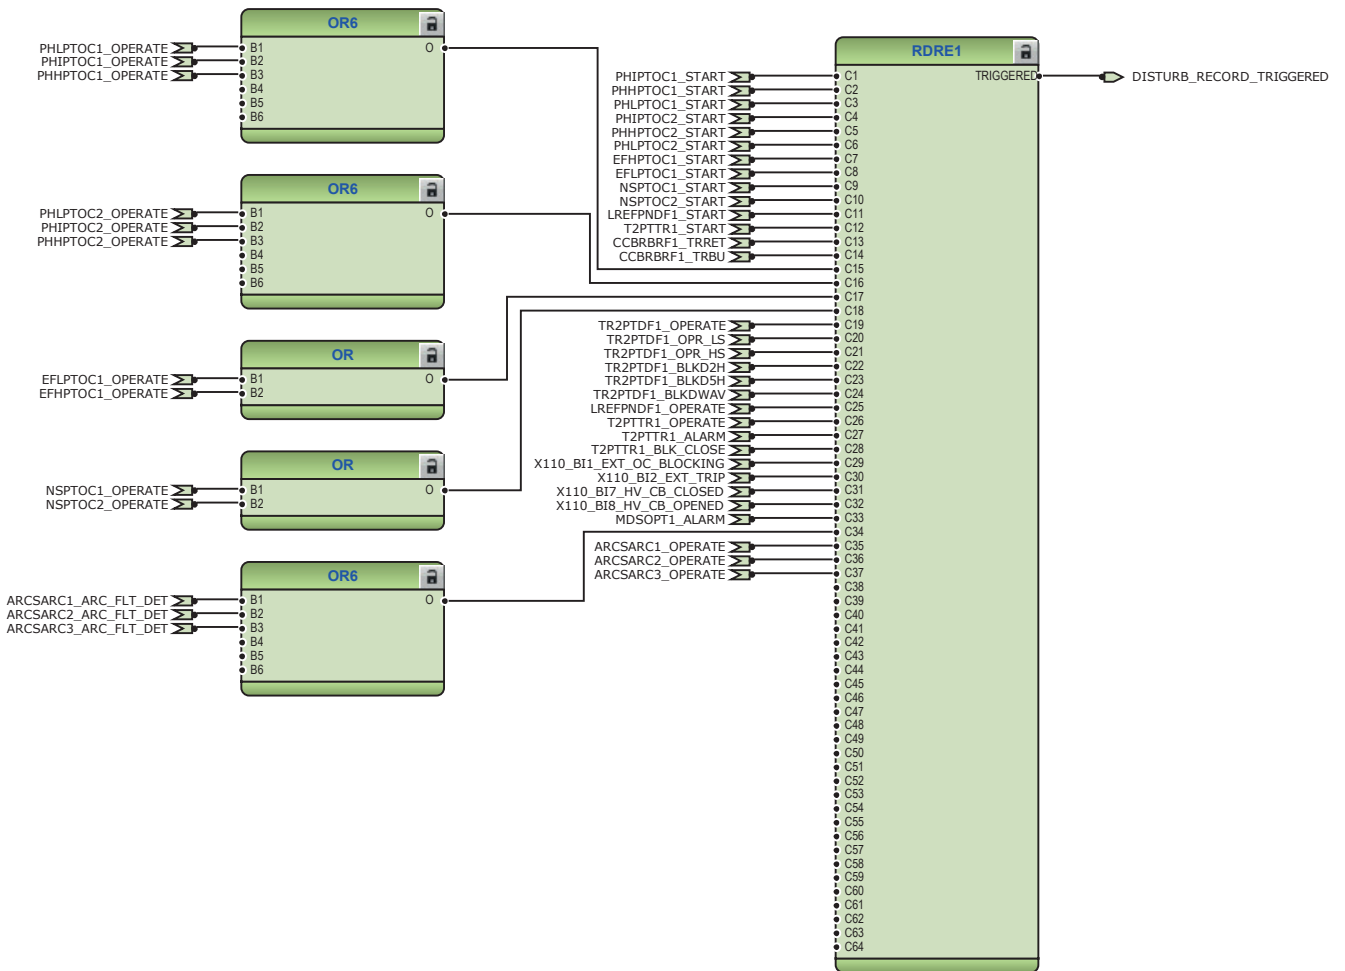 OR6
PHLPTOC1_OPERATE B1 O
PHIPTOC1_OPERATE B2
PHHPTOC1_OPERATE B3
B4
B5
B6
OR6
PHLPTOC2_OPERATE B1 O
PHIPTOC2_OPERATE B2
PHHPTOC2_OPERATE B3
B4
B5
B6
OR
EFLPTOC1_OPERATE B1 O
EFHPTOC1_OPERATE B2
OR
NSPTOC1_OPERATE B1 O
NSPTOC2_OPERATE B2
OR6
ARCSARC1_ARC_FLT_DET B1 O
ARCSARC2_ARC_FLT_DET B2
ARCSARC3_ARC_FLT_DET B3
B4
B5
B6
RDRE1
PHIPTOC1_START C1 TRIGGERED DISTURB_RECORD_TRIGGERED
PHHPTOC1_START C2
PHLPTOC1_START C3
PHIPTOC2_START C4
PHHPTOC2_START C5
PHLPTOC2_START C6
EFHPTOC1_START C7
EFLPTOC1_START C8
NSPTOC1_START C9
NSPTOC2_START C10
LREFPNDF1_START C11
T2PTTR1_START C12
CCBRBRF1_TRRET C13
CCBRBRF1_TRBU C14
C15
C16
C17
C18
TR2PTDF1_OPERATE C19
TR2PTDF1_OPR_LS C20
TR2PTDF1_OPR_HS C21
TR2PTDF1_BLKD2H C22
TR2PTDF1_BLKD5H C23
TR2PTDF1_BLKDWAV C24
LREFPNDF1_OPERATE C25
T2PTTR1_OPERATE C26
T2PTTR1_ALARM C27
T2PTTR1_BLK_CLOSE C28
X110_BI1_EXT_OC_BLOCKING C29
X110_BI2_EXT_TRIP C30
X110_BI7_HV_CB_CLOSED C31
X110_BI8_HV_CB_OPENED C32
MDSOPT1_ALARM C33
C34
ARCSARC1_OPERATE C35
ARCSARC2_OPERATE C36
ARCSARC3_OPERATE C37
C38
C39
C40
C41
C42
C43
C44
C45
C46
C47
C48
C49
C50
C51
C52
C53
C54
C55
C56
C57
C58
C59
C60
C61
C62
C63
C64